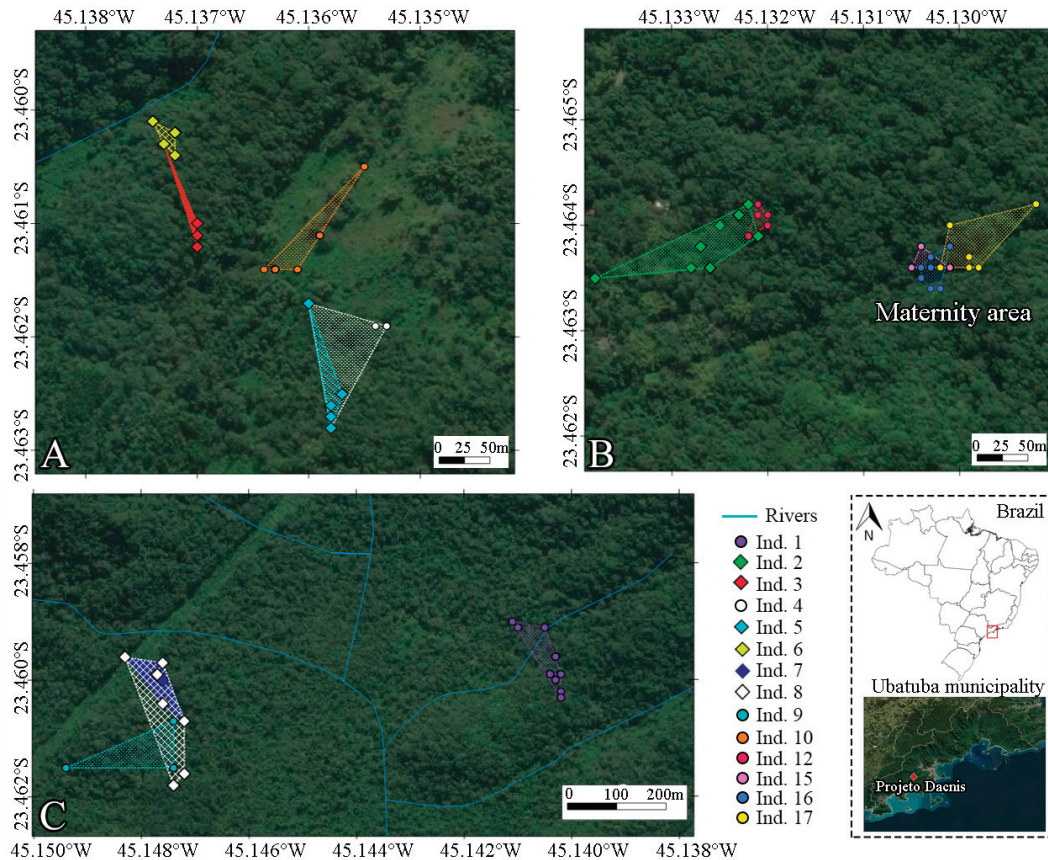 45.138°W 45.137°W 45.136°W 45.135°W
23.460°S
23.461°S
23.462°S
23.463°S
A
0 25 50m
45.133°W 45.132°W 45.131°W 45.130°W
23.465°S
23.464°S
23.463°S
23.462°S
Maternity area
B
0 25 50m
23.458°S
23.460°S
23.462°S
C
0 100 200m
45.150°W 45.148°W 45.146°W 45.144°W 45.142°W 45.140°W 45.138°W
Rivers
Ind. 1
Ind. 2
Ind. 3
Ind. 4
Ind. 5
Ind. 6
Ind. 7
Ind. 8
Ind. 9
Ind. 10
Ind. 12
Ind. 15
Ind. 16
Ind. 17
Brazil
N
Ubatuba municipality
Projeto Dacnis